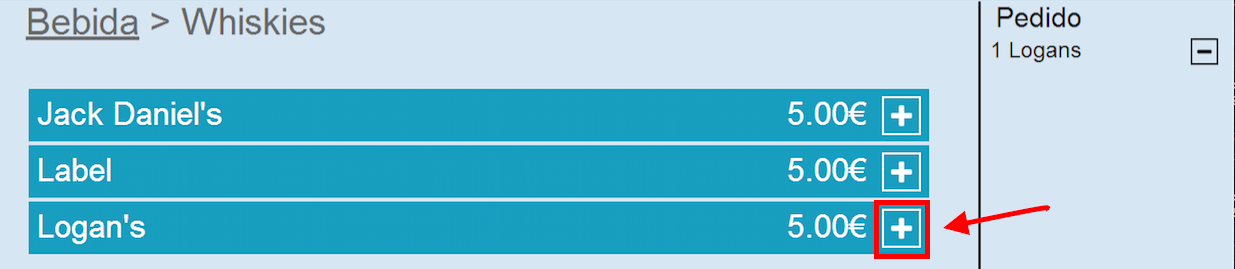 Bebida > Whiskies
Jack Daniel's 5.00€ +
Label 5.00€ +
Logan's 5.00€ +
Pedido
1 Logans -